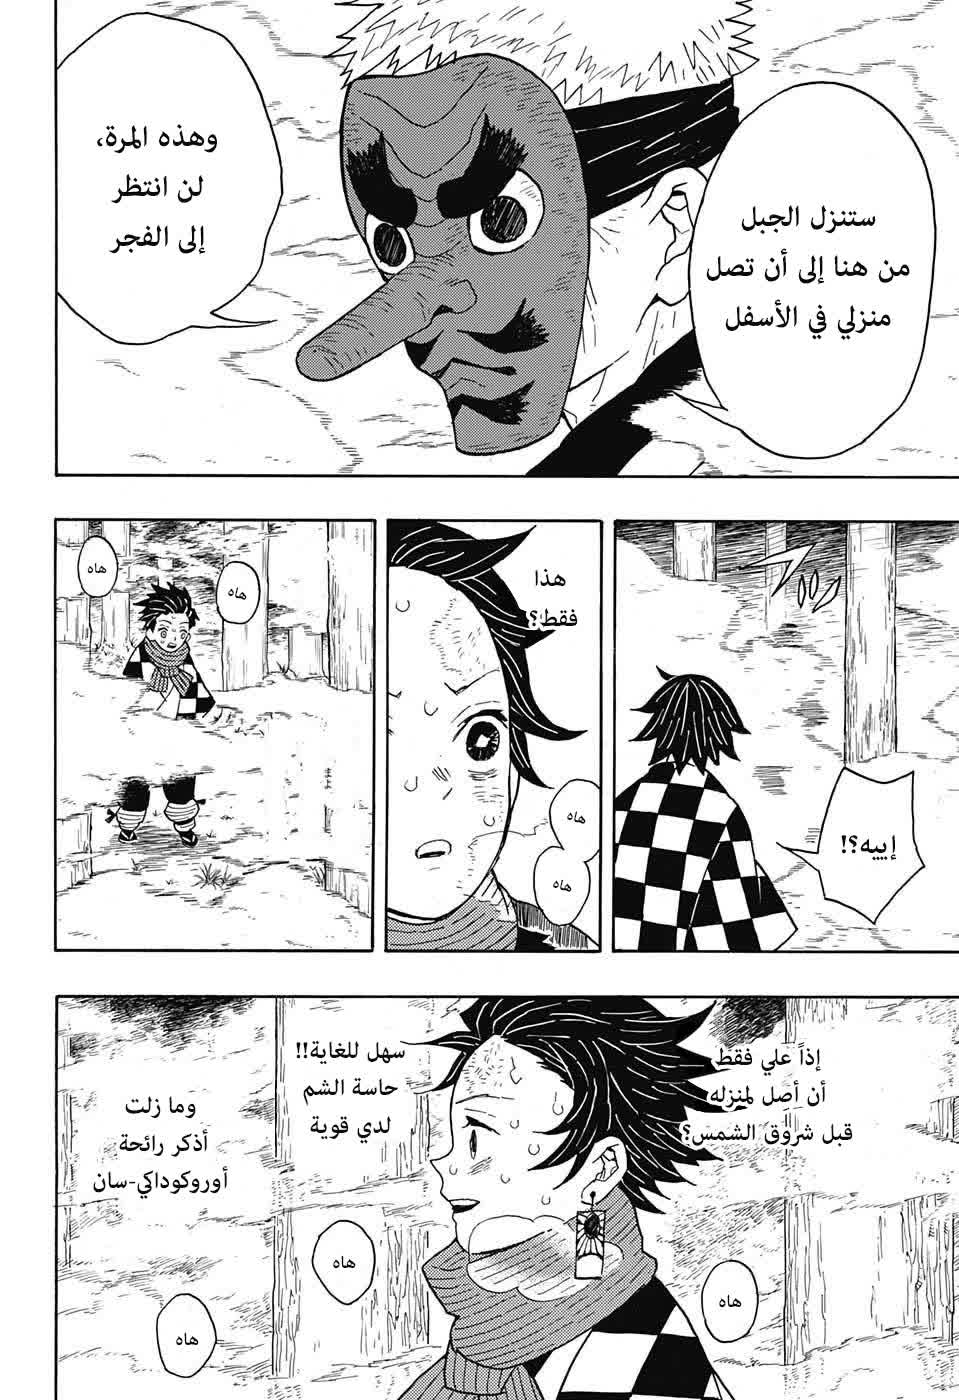 ستنزل الجبل
من هنا إلى أن تصل
منزلي في الأسفل
وهذه المرة،
لن انتظر
إلى الفجر
إييه؟!
هذا
فقط؟
هاه
هاه
هاه
هاه
إذاً علي فقط
أن أصل لمنزله
قبل شروق الشمس؟
سهل للغاية!!
حاسة الشم
لدي قوية
وما زلت
أذكر رائحة
أوروكوداكي-سان
هاه
هاه
هاه